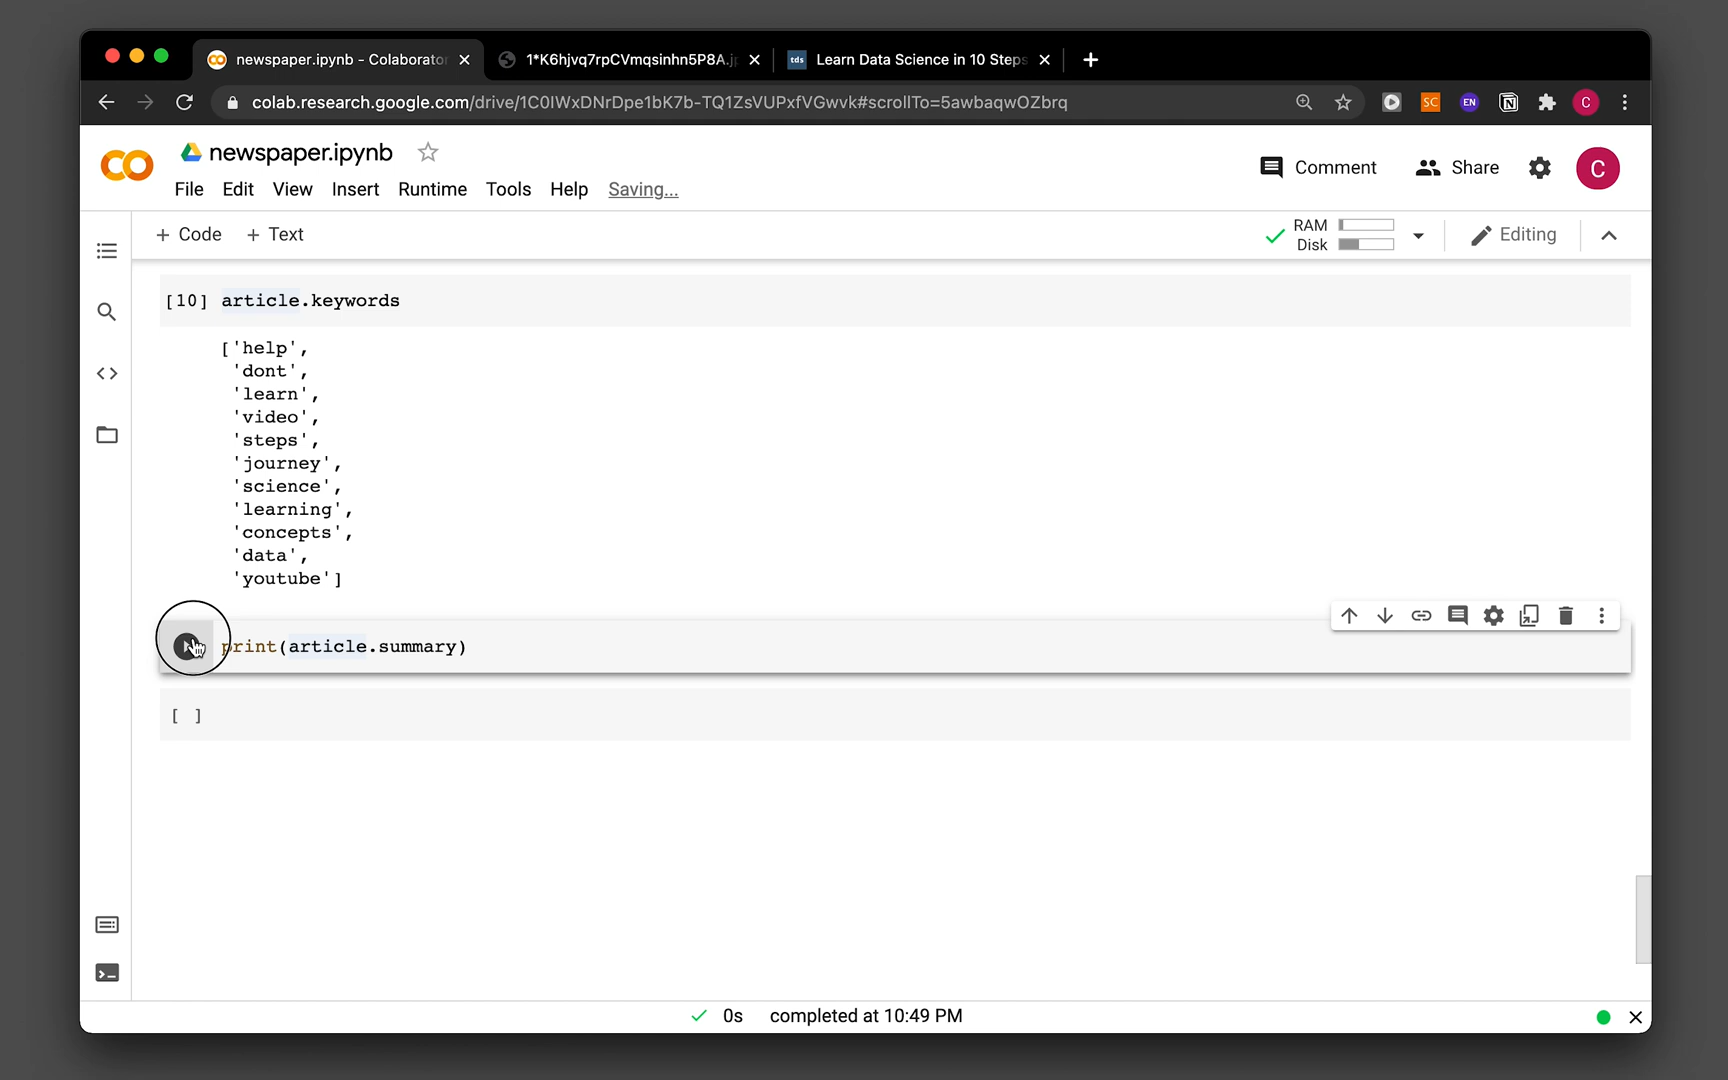 newspaper.ipynb - Colaborato
1*K6hjvq7rpCVmqsinhn5P8A.j
tds Learn Data Science in 10 Steps
colab.research.google.com/drive/1C0IWxDNrDpe1bK7b-TQ1ZsVUPxfVGwvk#scrollTo=5awbaqwOZbrq
SC
EN
N
C
CO newspaper.ipynb
File Edit View Insert Runtime Tools Help Saving...
Comment
Share
C
+ Code + Text
RAM
Disk
Editing
[10] article.keywords
['help',
'dont',
'learn',
'video',
'steps',
'journey',
'science',
'learning',
'concepts',
'data',
'youtube']
print(article.summary)
[ ]
0s completed at 10:49 PM